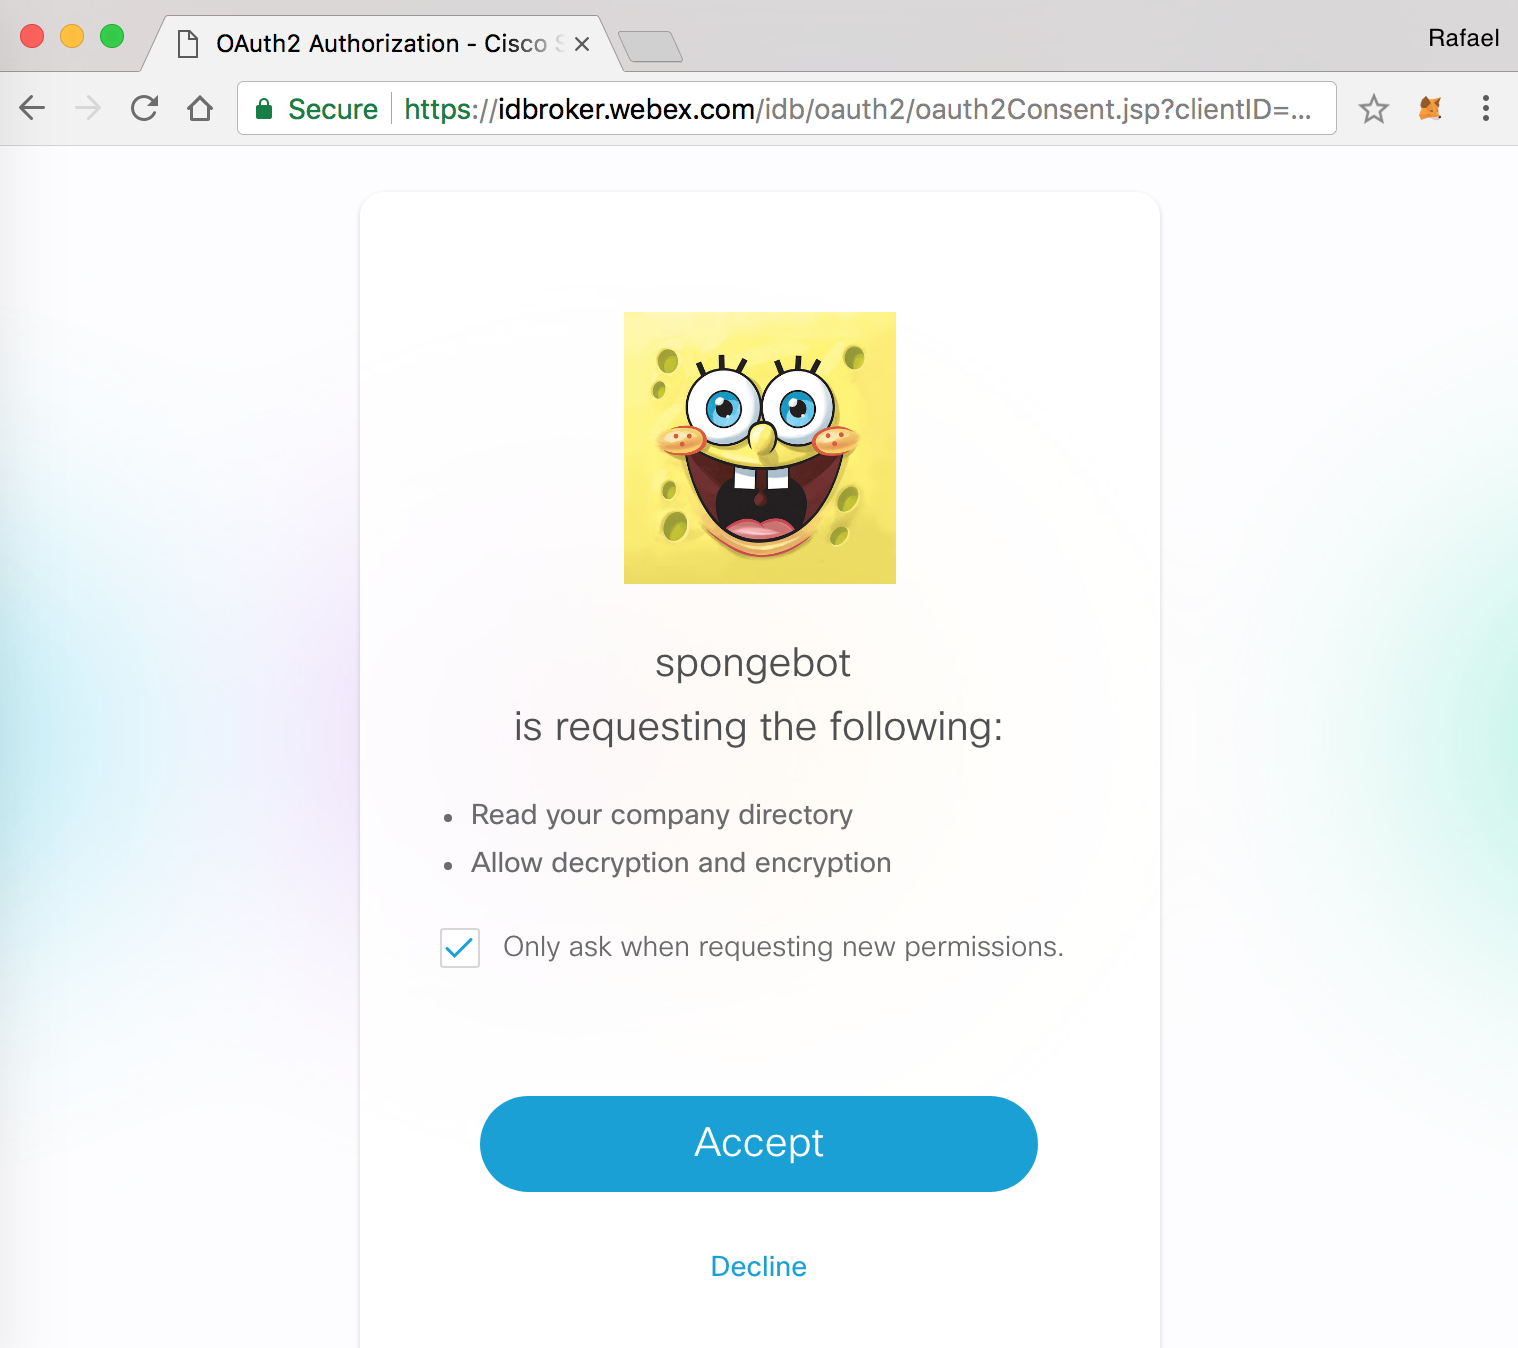 OAuth2 Authorization - Cisco S
Rafael
Secure https://idbroker.webex.com/idb/oauth2/oauth2Consent.jsp?clientID=...
spongebot
is requesting the following:
• Read your company directory
• Allow decryption and encryption
Only ask when requesting new permissions.
Accept
Decline